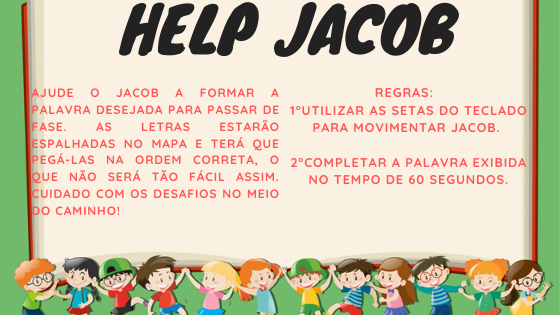 HELP JACOB
AJUDE O JACOB A FORMAR A
PALAVRA DESEJADA PARA PASSAR DE
FASE. AS LETRAS ESTARÃO
ESPALHADAS NO MAPA E TERÁ QUE
PEGÁ-LAS NA ORDEM CORRETA, O
QUE NÃO SERÁ TÃO FÁCIL ASSIM.
CUIDADO COM OS DESAFIOS NO MEIO
DO CAMINHO!
REGRAS:
1°UTILIZAR AS SETAS DO TECLADO
PARA MOVIMENTAR JACOB.
2°COMPLETAR A PALAVRA EXIBIDA
NO TEMPO DE 60 SEGUNDOS.